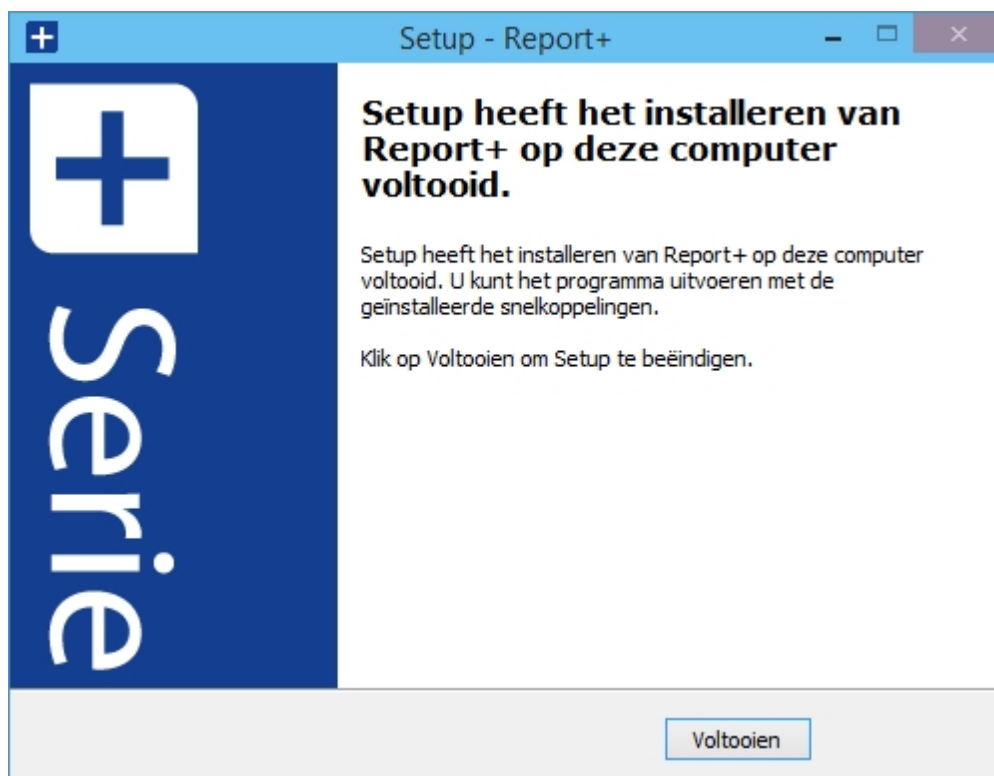 Setup - Report+
+ Serie
Setup heeft het installeren van
Report+ op deze computer
voltooid.
Setup heeft het installeren van Report+ op deze computer
voltooid. U kunt het programma uitvoeren met de
geïnstalleerde snelkoppelingen.
Klik op Voltooien om Setup te beëindigen.
Voltooien